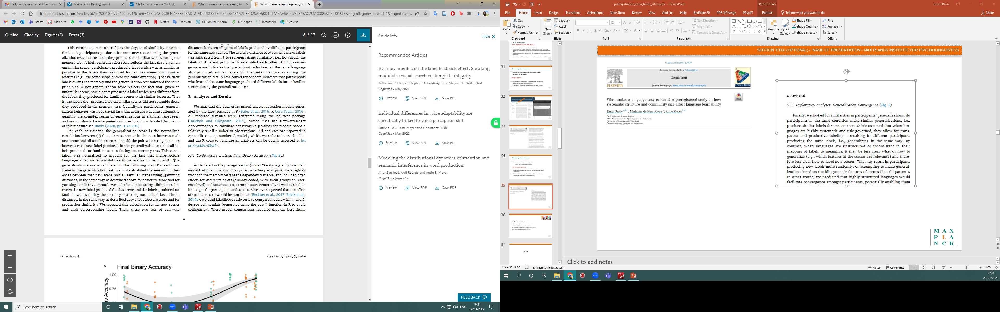 Talk Lunch Seminar at Ghent - lim
Mail - Limor.Raviv@mpi.nl
Mail - Limor Raviv - Outlook
What makes a language easy to
What makes a language easy to
Teams
MaxIntra
Netflix
Translate
CES online tutorial
NN paper
Internship
R course
Outline
Cited by
Figures (5)
Extras (3)
8 / 17
This continuous measure reflects the degree of similarity between
the labels participants produced for each new scene during the gener-
alization test, and the labels they produced for familiar scenes during the
memory test. A high generalization score reflects the fact that, given an
unfamiliar scene, participants produced a label which was as similar as
possible to the labels they produced for familiar scenes with similar
features (e.g., the same shape and/or the same direction). That is, their
labels during the memory and the generalization test followed the same
principles. A low generalization score reflects the fact that, given an
unfamiliar scene, participants produced a label which was different from
the labels they produced for familiar scenes with similar features. That
is, the labels they produced for unfamiliar scenes did not resemble those
they produced in the memory test. Quantifying participants' general-
ization behavior was not a trivial task: this measure was a first attempt to
quantify the complex realm of generalizations in artificial languages,
and as such should be interpreted with caution. For a detailed discussion
of this measure see Raviv (2020, pp. 189–191).
For each participant, the generalization score is the normalized
correlation between (a) the pair-wise semantic distances between each
new scene and all familiar scenes, and (b) the pair-wise string distances
between each new label produced in the generalization test and all la-
bels produced for familiar scenes during the memory test. This corre-
lation was normalized to account for the fact that high-structure
languages offer more possibilities to generalize to begin with. The
generalization score is calculated in the following way: For each new
scene in the generalization test, we first calculated the semantic differ-
ences between that new scene and all familiar scenes using Hamming
distances, in the same way as described above for structure score and for
guessing similarity. Second, we calculated the string differences be-
tween the new label produced for this scene and the labels produced for
familiar scenes during the memory test using normalized Levenshtein
distances, in the same way as described above for structure score and for
production similarity. We repeated this calculation for all new scenes
and their corresponding labels. Then, these two sets of pair-wise
distances between all pairs of labels produced by different participants
for the same new scenes. The average distance between all pairs of labels
was subtracted from 1 to represent string similarity, i.e., how much the
labels of different participants resembled each other. A high conver-
gence score indicates that participants who learned the same language
also produced similar labels for the unfamiliar scenes during the
generalization test. A low convergence score indicates that participants
who learned the same language produced different labels for unfamiliar
scenes during the generalization test.
5. Analyses and Results
We analyzed the data using mixed effects regression models gener-
ated by the lme4 package in R (Bates et al., 2016; R Core Team, 2016).
All reported p-values were generated using the pbkrtest package
(Halekoh and Højsgaard, 2014), which uses the Kenward-Roger
Approximation to calculate conservative p-values for models based a
relatively small number of observations. All analyses are reported in
Appendix C using numbered models, which we refer to here. The data
and the R code to generate all analyses can be openly accessed at htt
ps://osf.io/d5ty7/.
5.1. Confirmatory analysis: Final Binary Accuracy (Fig. 2a)
As declared in the preregistration (under "Analysis Plan"), our main
model had final binary accuracy (i.e., whether participants were right or
wrong in the memory test) as the dependent variable, and included fixed
effects for GROUP SIZE ORIGIN (dummy-coded, with small groups as refer-
ence level) and STRUCTURE SCORE (continuous, centered), as well as random
intercepts for participants and scenes. Since we suspected that the effect
of STRUCTURE SCORE would be non-linear (Beckner et al., 2017; Raviv et al.,
2019b), we used Likelihood ratio tests to compare models with 1- and 2-
degree polynomials (generated using the poly() function in R to avoid
collinearity). These model comparisons revealed that the best fitting
8
L. Raviv et al.
Cognition 210 (2021) 104620
A
Final Binary Accuracy
1.00
0.75
ry Accuracy
Article info
Hide
Recommended Articles
Eye movements and the label feedback effect: Speaking
modulates visual search via template integrity
Katherine P. Hebert, Stephen D. Goldinger and Stephen C. Walenchok
Cognition • May 2021
Preview
View PDF
Save PDF
Individual differences in voice adaptability are
specifically linked to voice perception skill
Patricia E.G. Bestelmeyer and Constanze Mühl
Cognition • May 2021
Preview
View PDF
Save PDF
Modeling the distributional dynamics of attention and
semantic interference in word production
Aitor San José, Ardi Roelofs and Antje S. Meyer
Cognition • June 2021
Preview
View PDF
Save PDF
FEEDBACK
Type here to search
ENG
16:34
22/11/2022
preregistration_class_limor_2022.pptx - PowerPoint
Picture Tools
Limor Raviv
File
Home
Insert
Design
Transitions
Animations
Slide Show
Review
View
Add-ins
Help
EndNote 20
PDF-XChange
PPspliT
Format
Tell me what you want to do
Share
Paste
Cut
Copy
Format Painter
Clipboard
New
Slide
Layout
Reset
Section
Slides
32
Font
Text Direction
Align Text
Convert to SmartArt
Paragraph
Arrange
Quick
Styles
Shape Fill
Shape Outline
Shape Effects
Drawing
Find
Replace
Select
Editing
31
32
33
34
35
36
37
Break
SECTION TITLE (OPTIONAL) • NAME OF PRESENTATION • MAX PLANCK INSTITUTE FOR PSYCHOLINGUISTICS
Cognition 210 (2021) 104620
Contents lists available at ScienceDirect
Cognition
journal homepage: www.elsevier.com/locate/cognit
ELSEVIER
COGNITION
What makes a language easy to learn? A preregistered study on how
systematic structure and community size affect language learnability
Limor Raviv a,b,*, Marianne de Heer Kloots c, Antje Meyer b,d
a Vrije Universiteit Brussels, Belgium
b Max Planck Institute for Psycholinguistics, the Netherlands
c University of Amsterdam, the Netherlands
d Radboud University Nijmegen, the Netherlands
L. Raviv et al.
5.5. Exploratory analyses: Generalization Convergence (Fig. 5)
Finally, we looked for similarities in participants' generalizations: do
participants in the same condition make similar generalizations, i.e.,
produce similar labels for unseen scenes? We assumed that when lan-
guages are highly systematic and rule-governed, they allow for trans-
parent and productive labeling – resulting in different participants
producing the same labels, i.e., generalizing in the same way. By
contrast, when languages are unstructured or inconsistent in their
mapping of labels to meanings, it may be less clear what or how to
generalize (e.g., which features of the scenes are relevant?) and there-
fore less clear how to label new scenes. This may result in participants
producing new labels more randomly, or attempting to make general-
izations based on the idiosyncratic features of scenes (i.e., fill-pattern).
In other words, we predicted that highly structured languages would
facilitate convergence amongst participants, potentially enabling them
MAX
PLA
NCK
Click to add notes
Slide 35 of 76
English (United States)
Notes
Comments
110%
16:34
22/11/2022